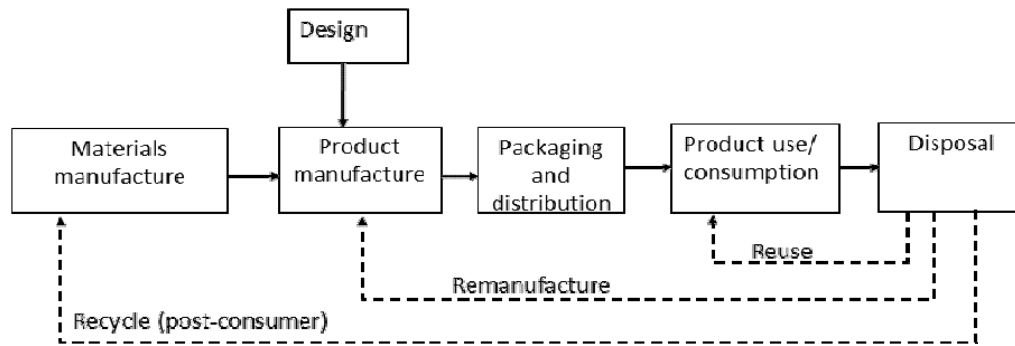 Design
Materials
manufacture
Product
manufacture
Packaging
and
distribution
Product use/
consumption
Disposal
Reuse
Remanufacture
Recycle (post-consumer)